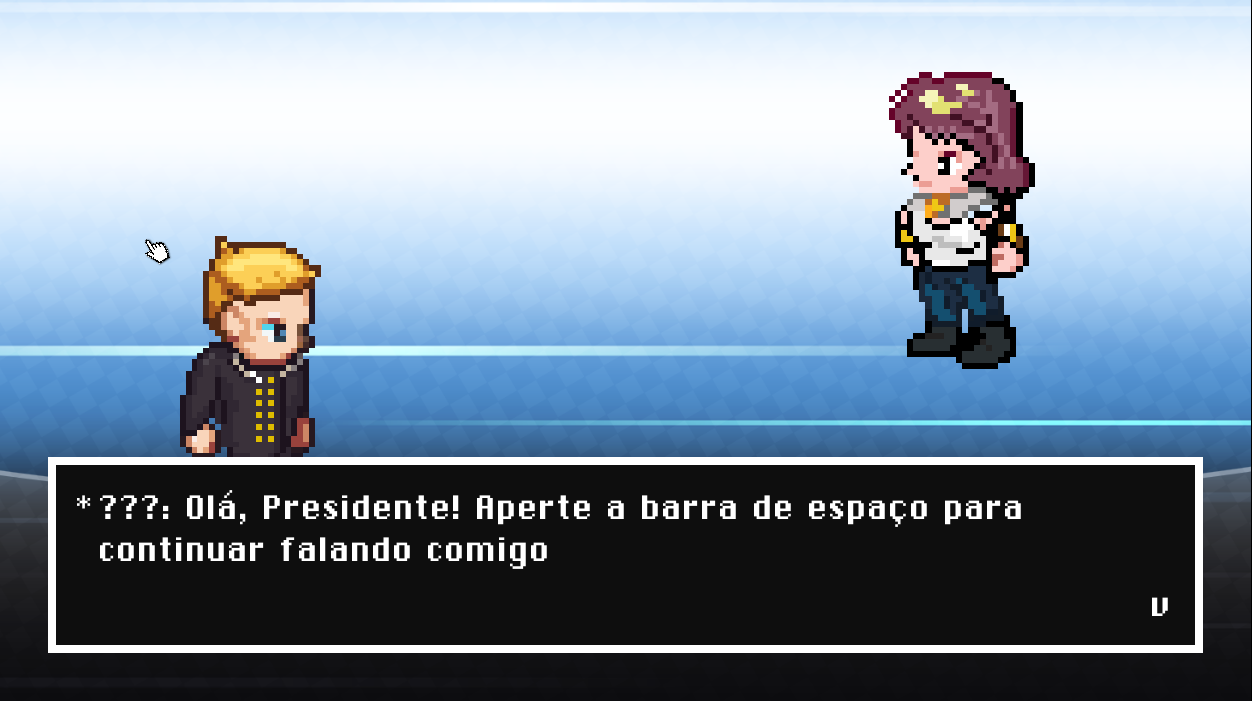 *???: Olá, Presidente! Aperte a barra de espaço para
continuar falando comigo
v